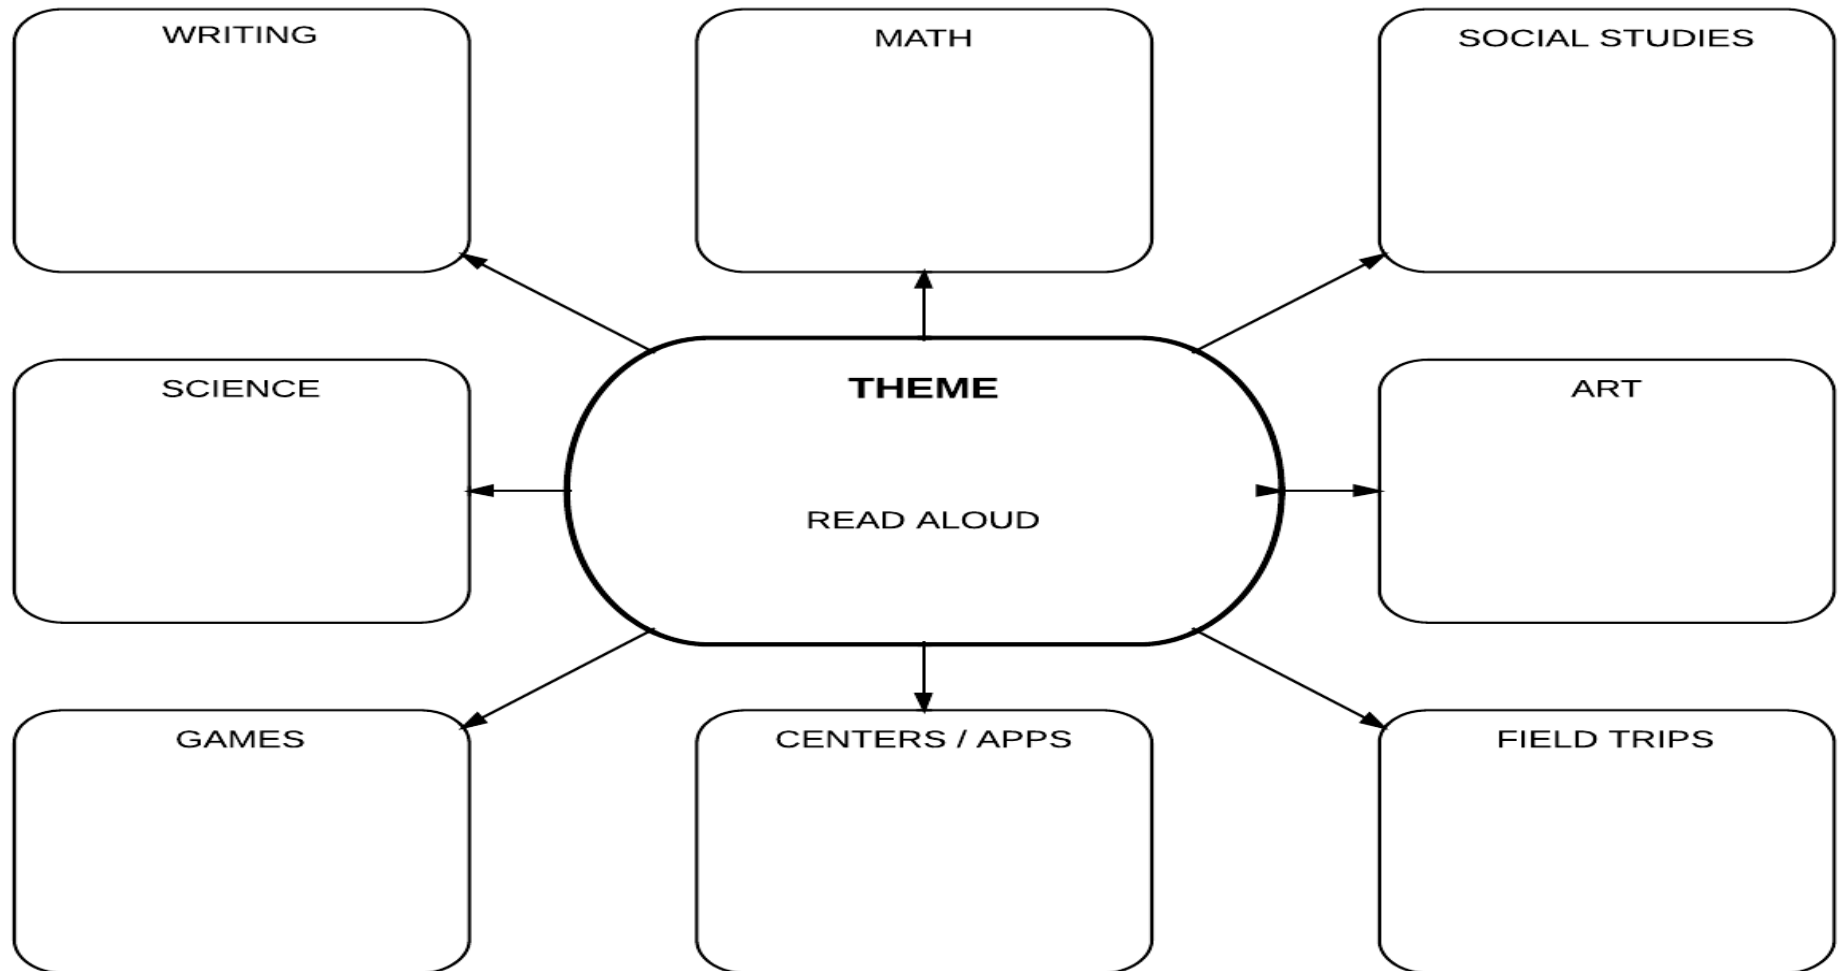 WRITING
MATH
SOCIAL STUDIES
SCIENCE
THEME
READ ALOUD
ART
GAMES
CENTERS / APPS
FIELD TRIPS